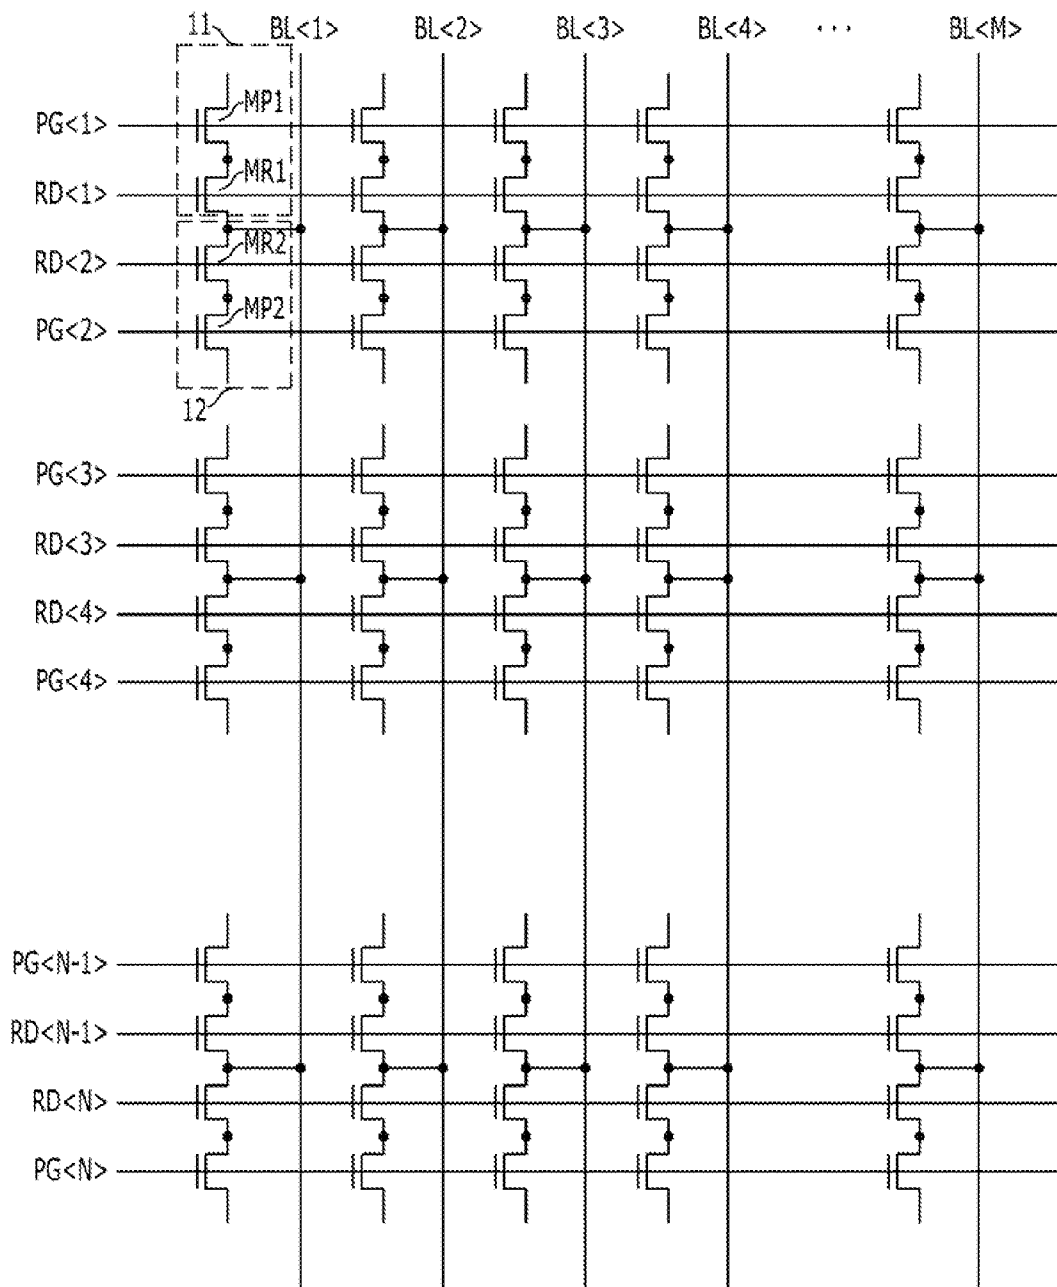 11 BL<1> BL<2> BL<3> BL<4> ··· BL<M>
MP1
PG<1>
MR1
RD<1>
MR2
RD<2>
MP2
PG<2>
12
PG<3>
RD<3>
RD<4>
PG<4>
PG<N-1>
RD<N-1>
RD<N>
PG<N>